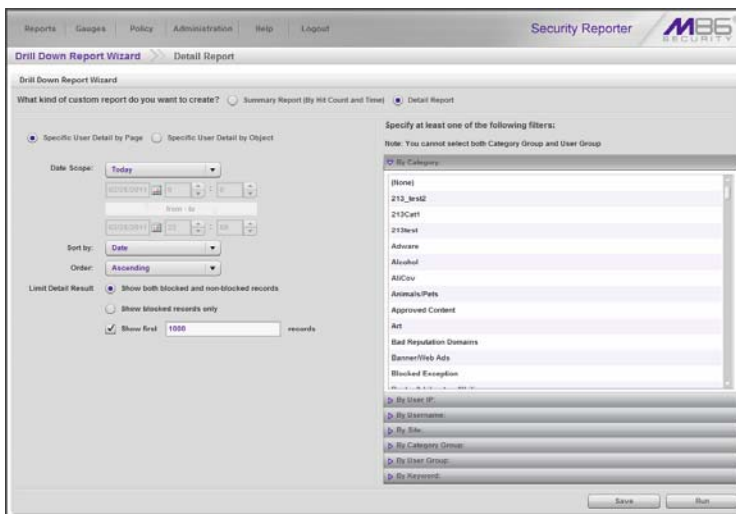 Reports Gauges Policy Administration Help Logout
Security Reporter
M86
SECURITY
Drill Down Report Wizard Detail Report
Drill Down Report Wizard
What kind of custom report do you want to create? Summary Report (By Hit Count and Time) Detail Report
Specific User Detail by Page Specific User Detail by Object
Date Scope: Today
from - to
Sort by: Date
Order: Ascending
Limit Detail Result Show both blocked and non-blocked records
Show blocked records only
Show first 1000 records
Specify at least one of the following filters:
Note: You cannot select both Category Group and User Group
By Category:
(None)
213_test2
213Cat1
213test
Adware
Alcohol
AliCov
Animals/Pets
Approved Content
Art
Bad Reputation Domains
Banner/Web Ads
Blocked Exception
By User IP:
By Username:
By Site:
By Category Group:
By User Group:
By Keyword:
Save Run